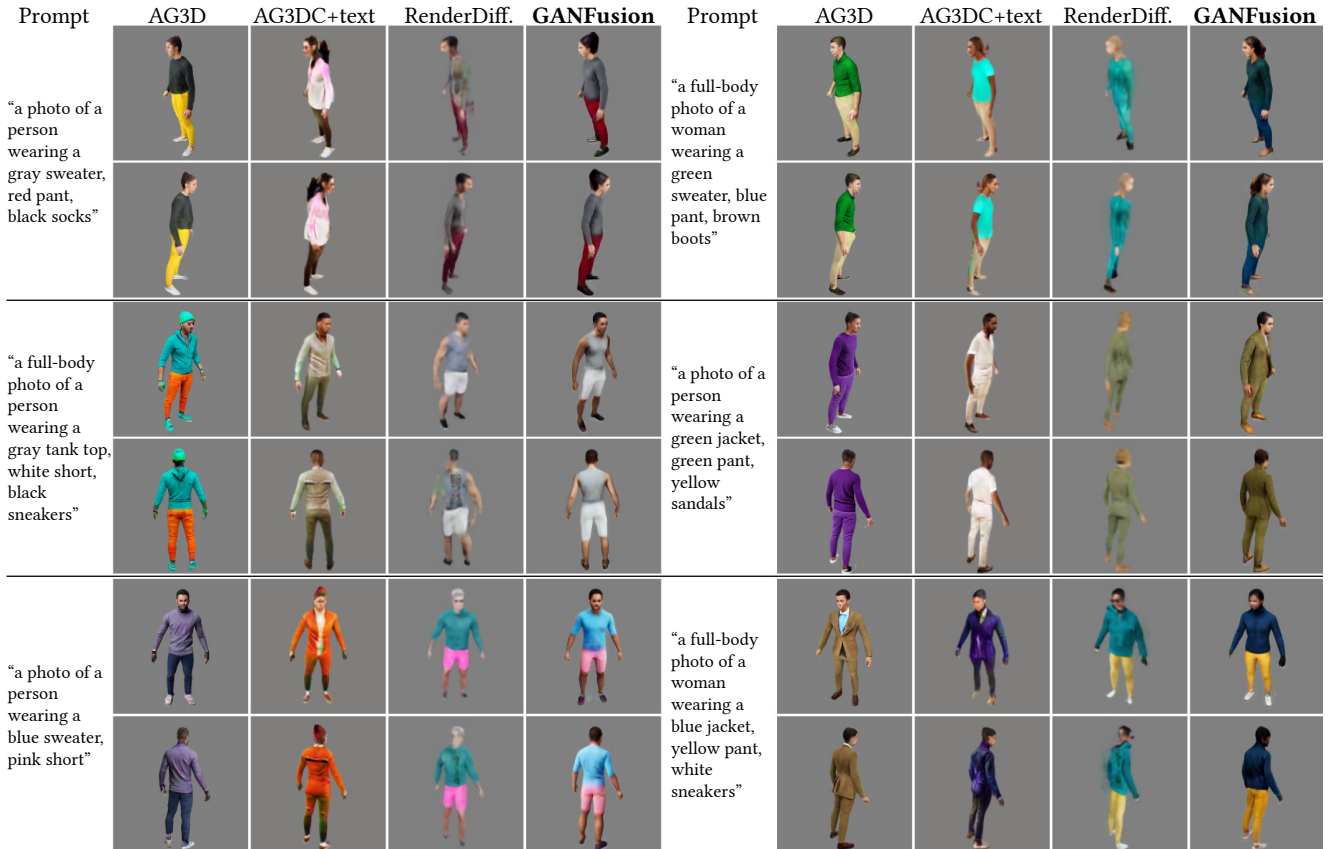 Prompt AG3D AG3DC+text RenderDiff. GANFusion Prompt AG3D AG3DC+text RenderDiff. GANFusion
“a photo of a
person
wearing a
gray sweater,
red pant,
black socks”
“a full-body
photo of a
woman
wearing a
green
sweater, blue
pant, brown
boots”
“a full-body
photo of a
person
wearing a
gray tank top,
white short,
black
sneakers”
“a photo of a
person
wearing a
green jacket,
green pant,
yellow
sandals”
“a photo of a
person
wearing a
blue sweater,
pink short”
“a full-body
photo of a
woman
wearing a
blue jacket,
yellow pant,
white
sneakers”